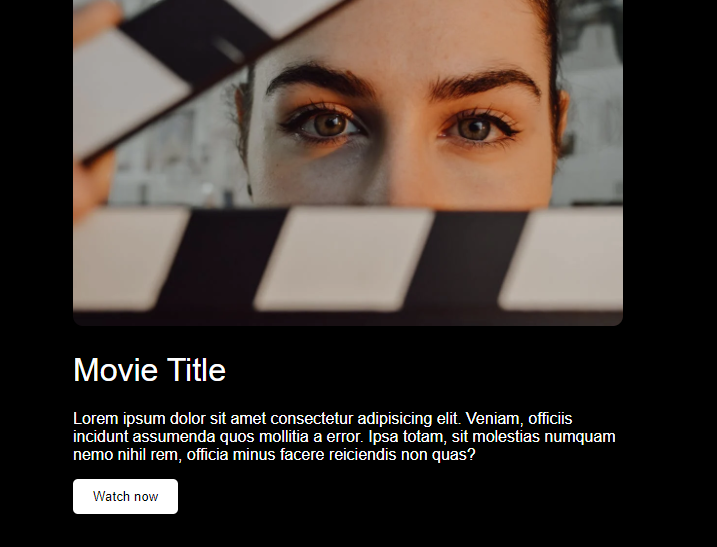 Movie Title
Lorem ipsum dolor sit amet consectetur adipisicing elit. Veniam, officiis
incidunt assumenda quos mollitia a error. Ipsa totam, sit molestias numquam
nemo nihil rem, officia minus facere reiciendis non quas?
Watch now